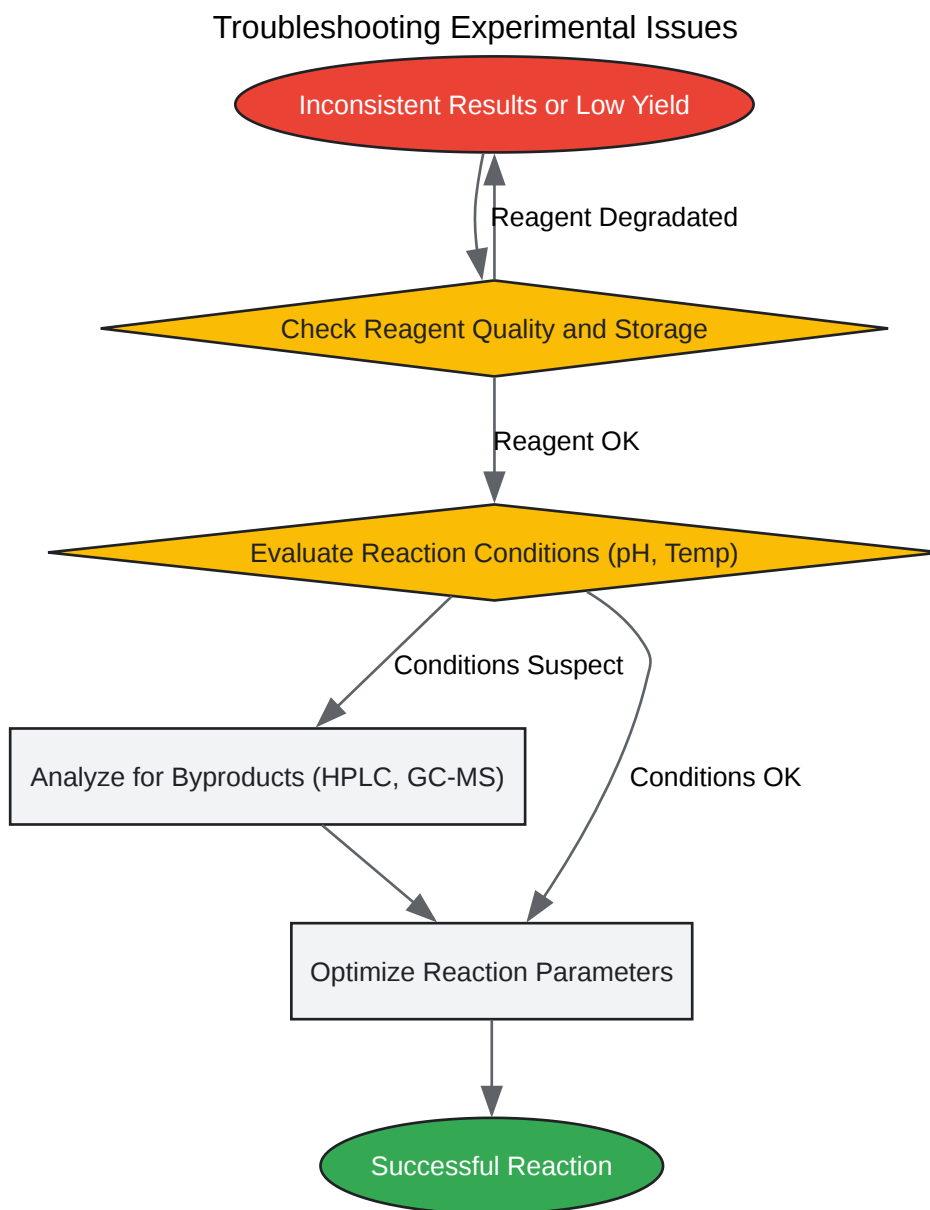 Troubleshooting Experimental Issues
Inconsistent Results or Low Yield
Reagent Degradated
Check Reagent Quality and Storage
Reagent OK
Evaluate Reaction Conditions (pH, Temp)
Conditions Suspect
Analyze for Byproducts (HPLC, GC-MS)
Conditions OK
Optimize Reaction Parameters
Successful Reaction